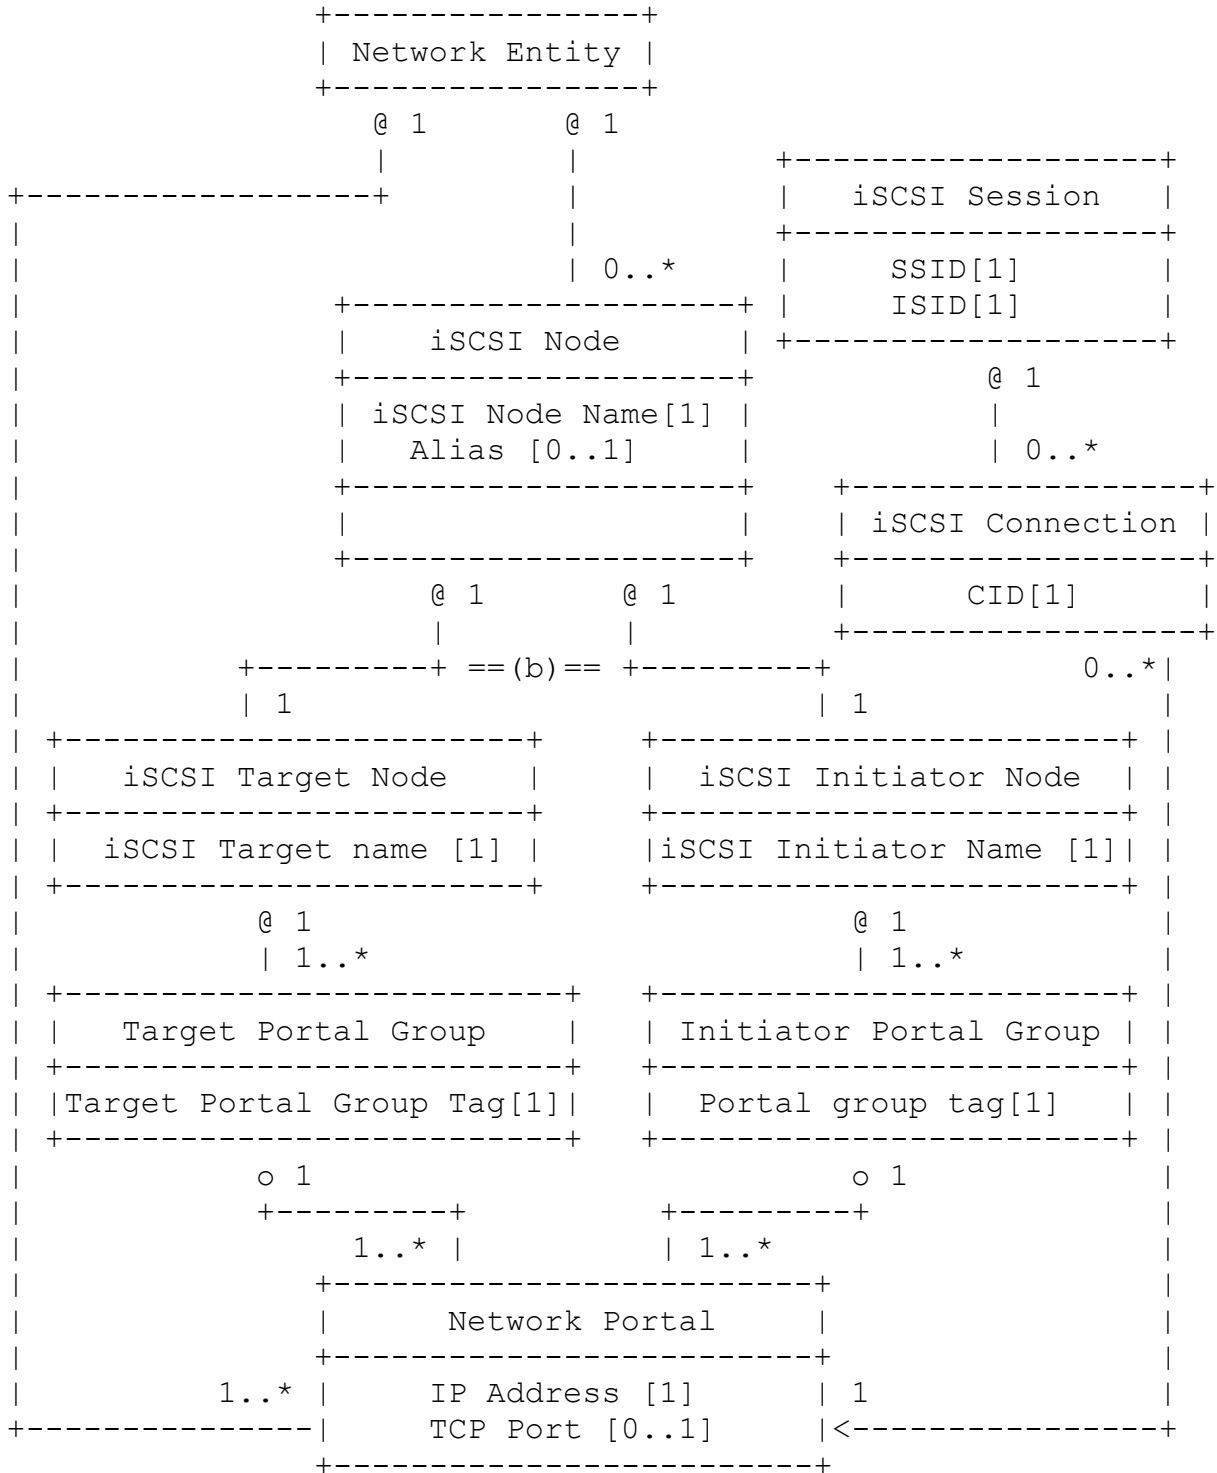 Network Entity
@ 1 @ 1
iSCSI Session
0..* SSID[1]
ISID[1]
iSCSI Node
@ 1
iSCSI Node Name[1]
Alias [0..1] 0..*
iSCSI Connection
@ 1 @ 1 CID[1]
==(b)== 0..*
1 1
iSCSI Target Node iSCSI Initiator Node
iSCSI Target name [1] iSCSI Initiator Name [1]
@ 1 @ 1
1..* 1..*
Target Portal Group Initiator Portal Group
Target Portal Group Tag[1] Portal group tag[1]
o 1 o 1
1..* 1..*
Network Portal
1..* IP Address [1] 1
TCP Port [0..1]